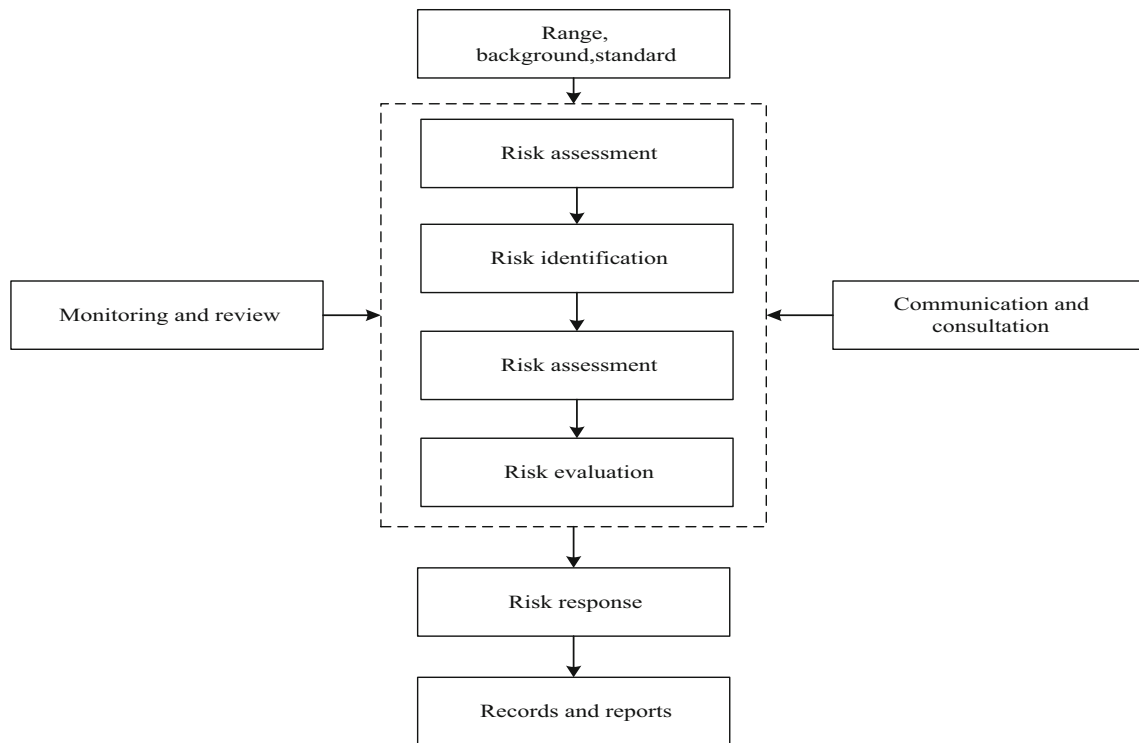 Range,
background,standard
Risk assessment
Risk identification
Monitoring and review
Communication and
consultation
Risk assessment
Risk evaluation
Risk response
Records and reports